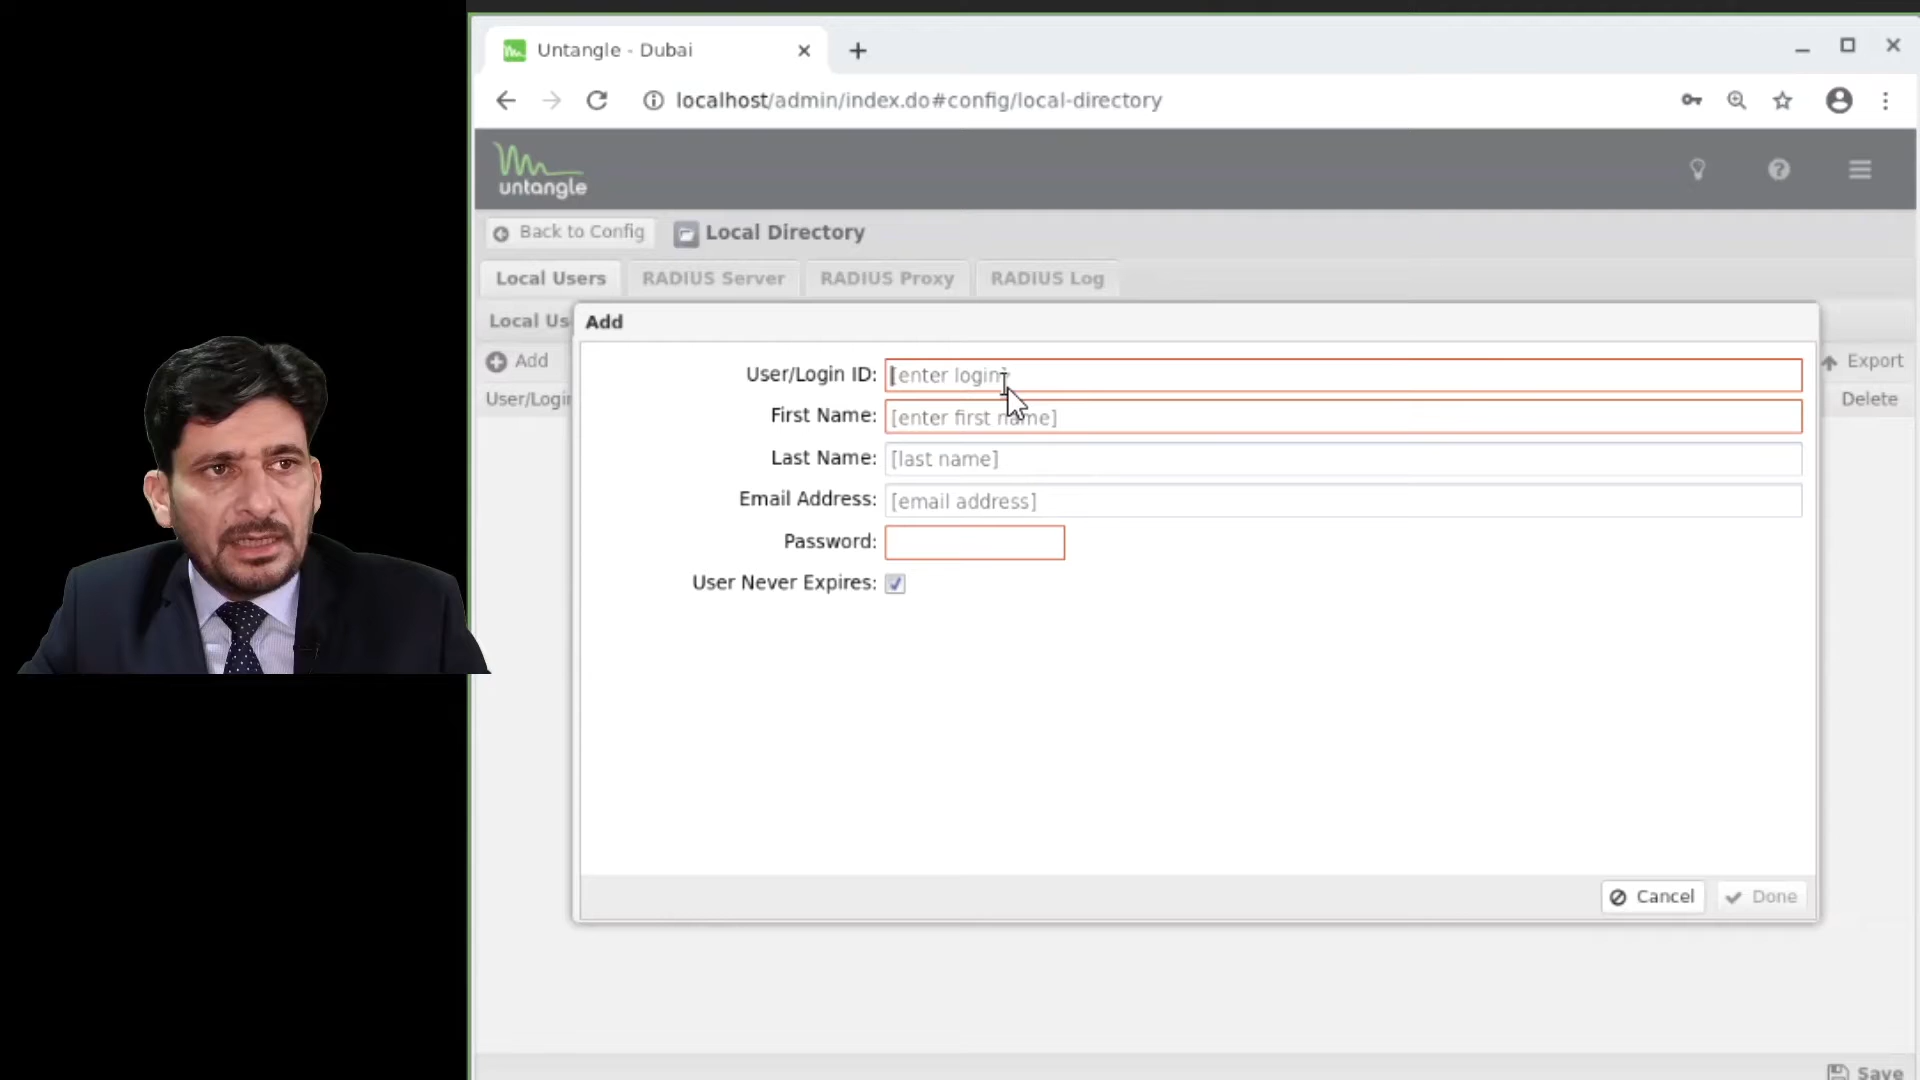 Untangle - Dubai
localhost/admin/index.do#config/local-directory
untangle
Back to Config Local Directory
Local Users RADIUS Server RADIUS Proxy RADIUS Log
Local Us
Add
Add Export
User/Login Delete
User/Login ID: [enter login]
First Name: [enter first name]
Last Name: [last name]
Email Address: [email address]
Password:
User Never Expires:
Cancel Done
Save